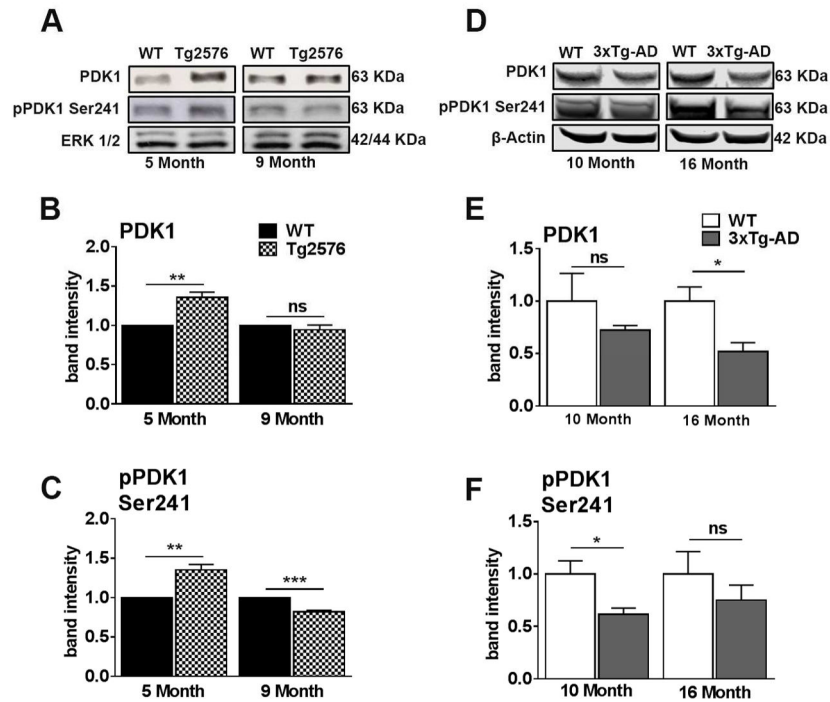 A
WT Tg2576 WT Tg2576
PDK1 63 KDa
pPDK1 Ser241 63 KDa
ERK 1/2 42/44 KDa
5 Month 9 Month
B
PDK1
WT
Tg2576
2.0
1.5
1.0
0.5
0.0
band intensity
**
ns
5 Month 9 Month
C
pPDK1
Ser241
2.0
1.5
1.0
0.5
0.0
band intensity
**
***
5 Month 9 Month
D
WT 3xTg-AD WT 3xTg-AD
PDK1 63 KDa
pPDK1 Ser241 63 KDa
β-Actin 42 KDa
10 Month 16 Month
E
PDK1
WT
3xTg-AD
1.5
1.0
0.5
0.0
band intensity
ns
*
10 Month 16 Month
F
pPDK1
Ser241
1.5
1.0
0.5
0.0
band intensity
*
ns
10 Month 16 Month